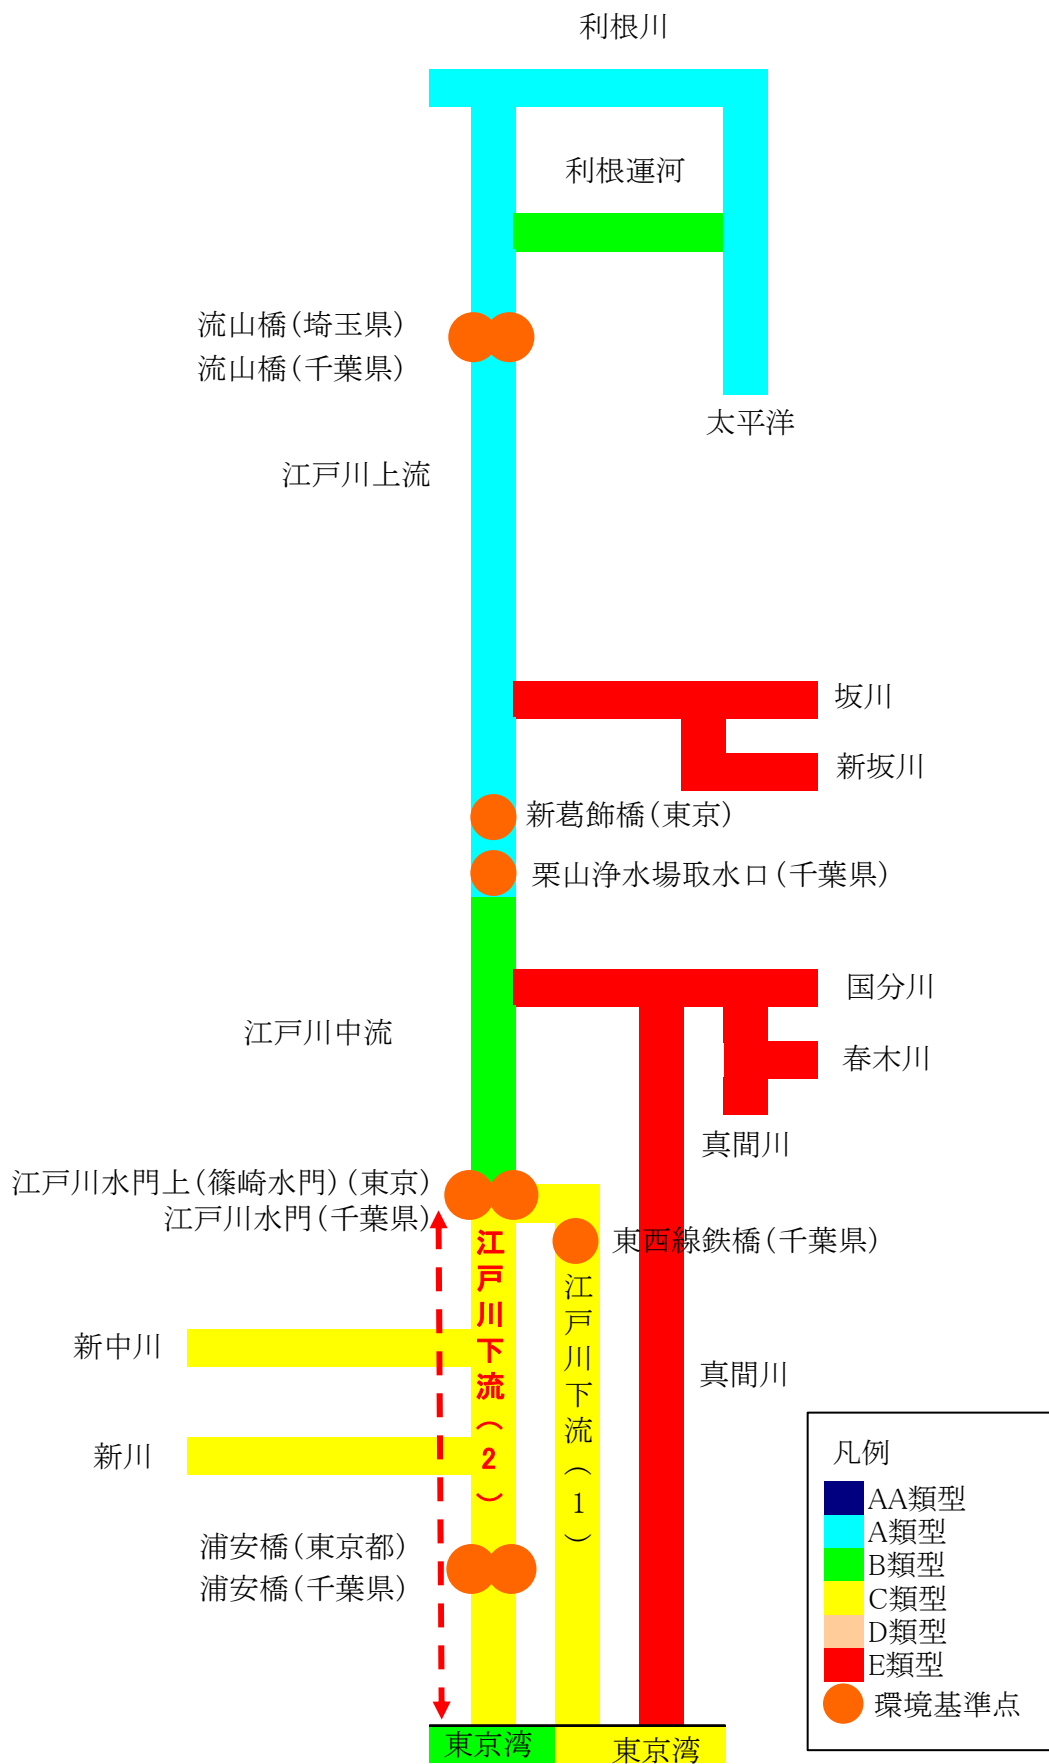 利根川
利根運河
流山橋(埼玉県)
流山橋(千葉県)
太平洋
江戸川上流
坂川
新坂川
新葛飾橋(東京)
栗山浄水場取水口(千葉県)
国分川
江戸川中流
春木川
真間川
江戸川水門上(篠崎水門)(東京)
江戸川水門(千葉県)
東西線鉄橋(千葉県)
江戸川下流(2)
江戸川下流(1)
新中川
真間川
新川
浦安橋(東京都)
浦安橋(千葉県)
凡例
AA類型
A類型
B類型
C類型
D類型
E類型
環境基準点
東京湾
東京湾